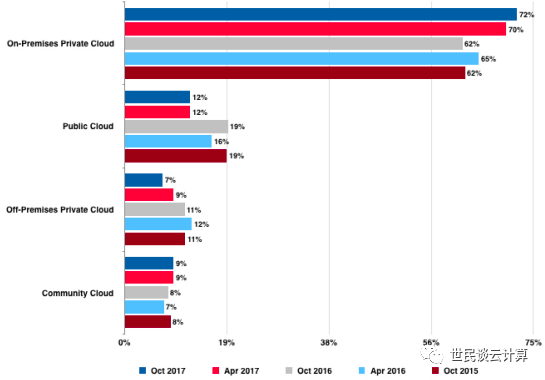 On-Premises Private Cloud
72%
70%
62%
65%
62%
Public Cloud
12%
12%
19%
16%
19%
Off-Premises Private Cloud
7%
9%
11%
12%
11%
Community Cloud
9%
9%
8%
7%
8%
0% 19% 38% 56% 75%
Oct 2017 Apr 2017 Oct 2016 Apr 2016 Oct 2015
世民谈云计算